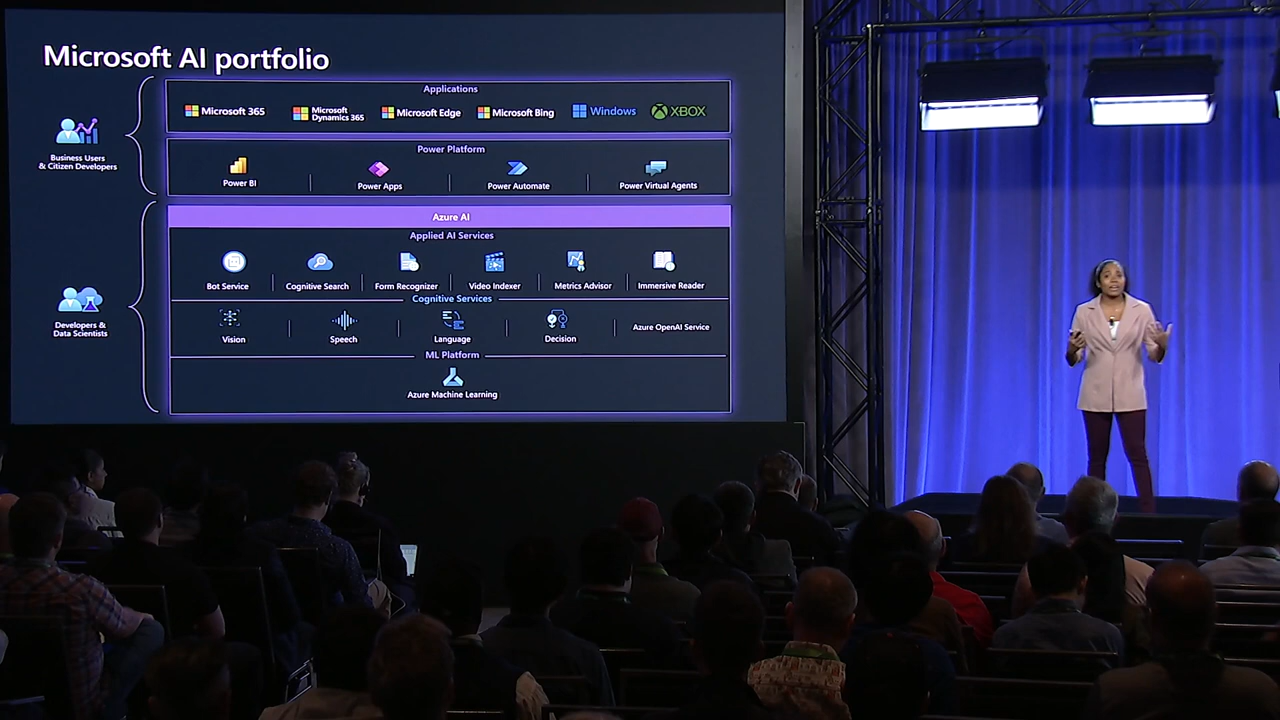 Microsoft AI portfolio
Applications
Microsoft 365
Microsoft
Dynamics 365
Microsoft Edge
Microsoft Bing
Windows
XBOX
Business Users
& Citizen Developers
Power Platform
Power BI
Power Apps
Power Automate
Power Virtual Agents
Azure AI
Applied AI Services
Bot Service
Cognitive Search
Form Recognizer
Video Indexer
Metrics Advisor
Immersive Reader
Developers &
Data Scientists
Cognitive Services
Vision
Speech
Language
Decision
Azure OpenAI Service
ML Platform
Azure Machine Learning